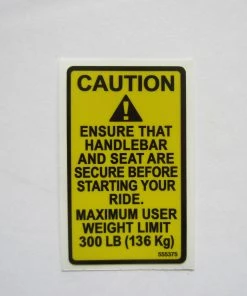 CAUTION
ENSURE THAT
HANDLEBAR
AND SEAT ARE
SECURE BEFORE
STARTING YOUR
RIDE.
MAXIMUM USER
WEIGHT LIMIT
300 LB (136 Kg)
555375